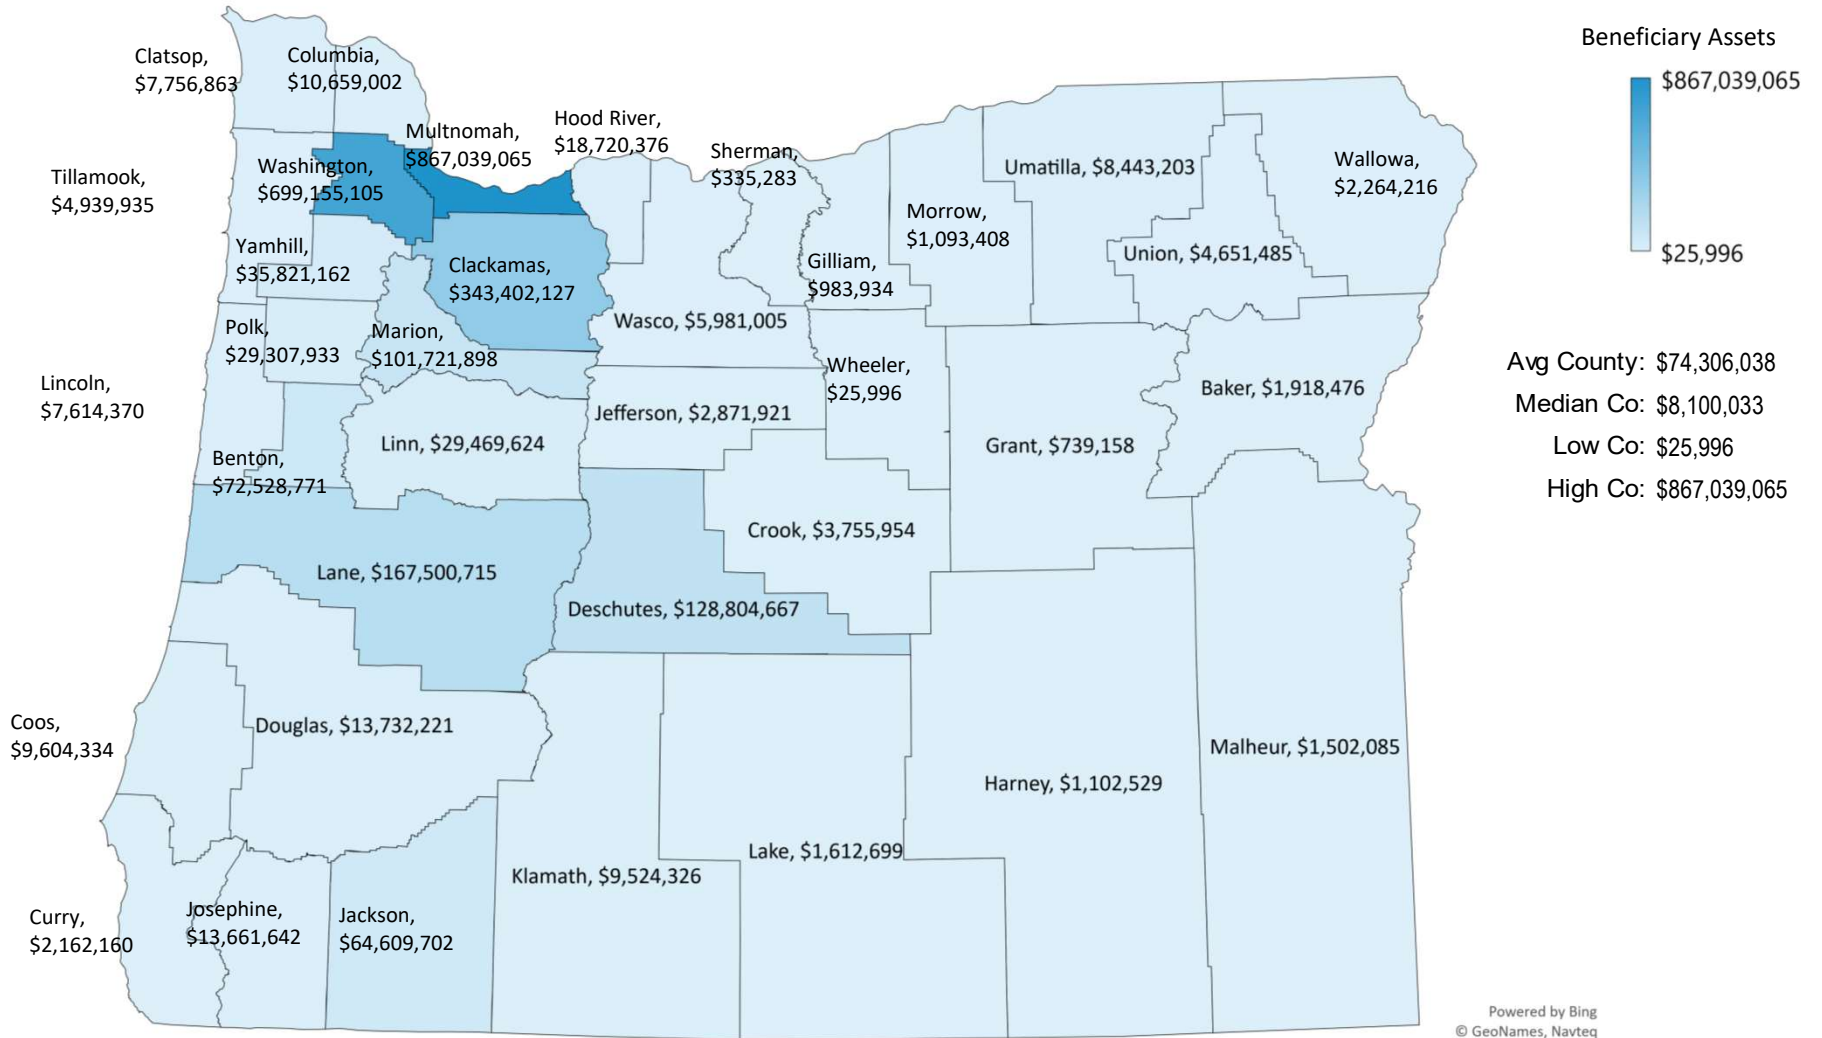 Clatsop,
$7,756,863
Columbia,
$10,659,002
Multnomah,
$867,039,065
Hood River,
$18,720,376
Sherman,
$335,283
Umatilla, $8,443,203
Wallowa,
$2,264,216
Tillamook,
$4,939,935
Washington,
$699,155,105
Morrow,
$1,093,408
Yamhill,
$35,821,162
Clackamas,
$343,402,127
Gilliam,
$983,934
Union, $4,651,485
Polk,
$29,307,933
Marion,
$101,721,898
Wasco, $5,981,005
Wheeler,
$25,996
Baker, $1,918,476
Lincoln,
$7,614,370
Jefferson, $2,871,921
Linn, $29,469,624
Grant, $739,158
Benton,
$72,528,771
Crook, $3,755,954
Lane, $167,500,715
Deschutes, $128,804,667
Coos,
$9,604,334
Douglas, $13,732,221
Malheur, $1,502,085
Harney, $1,102,529
Lake, $1,612,699
Klamath, $9,524,326
Curry,
$2,162,160
Josephine,
$13,661,642
Jackson,
$64,609,702
Beneficiary Assets
$867,039,065
$25,996
Avg County: $74,306,038
Median Co: $8,100,033
Low Co: $25,996
High Co: $867,039,065
Powered by Bing
© GeoNames, Navteq